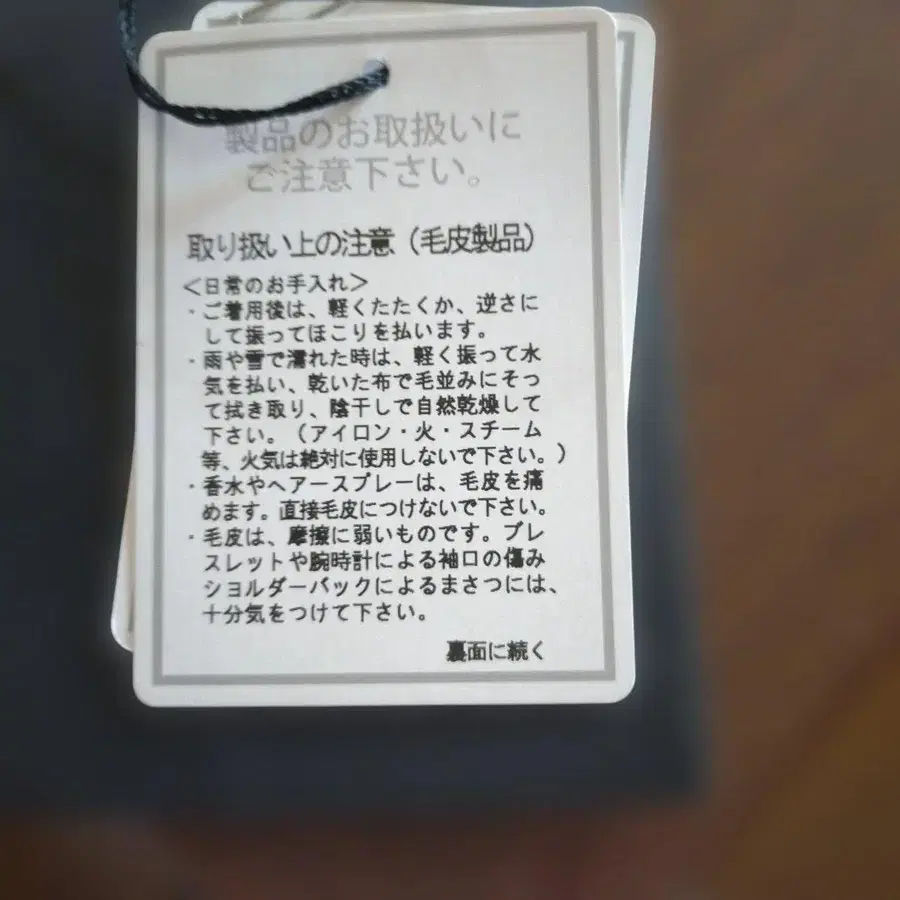 製品のお取扱いに
ご注意下さい。
取り扱い上の注意（毛皮製品）
＜日常のお手入れ＞
・ご着用後は、軽くたたくか、逆さに
して振ってほこりを払います。
・雨や雪で濡れた時は、軽く振って水
気を払い、乾いた布で毛並みにそっ
て拭き取り、陰干しで自然乾燥して
下さい。（アイロン・火・スチーム
等、火気は絶対に使用しないで下さい。）
・香水やヘアースプレーは、毛皮を痛
めます。直接毛皮につけないで下さい。
・毛皮は、摩擦に弱いものです。ブレ
スレットや腕時計による袖口の傷み
ショルダーバックによるまさつには、
十分気をつけて下さい。
裏面に続く